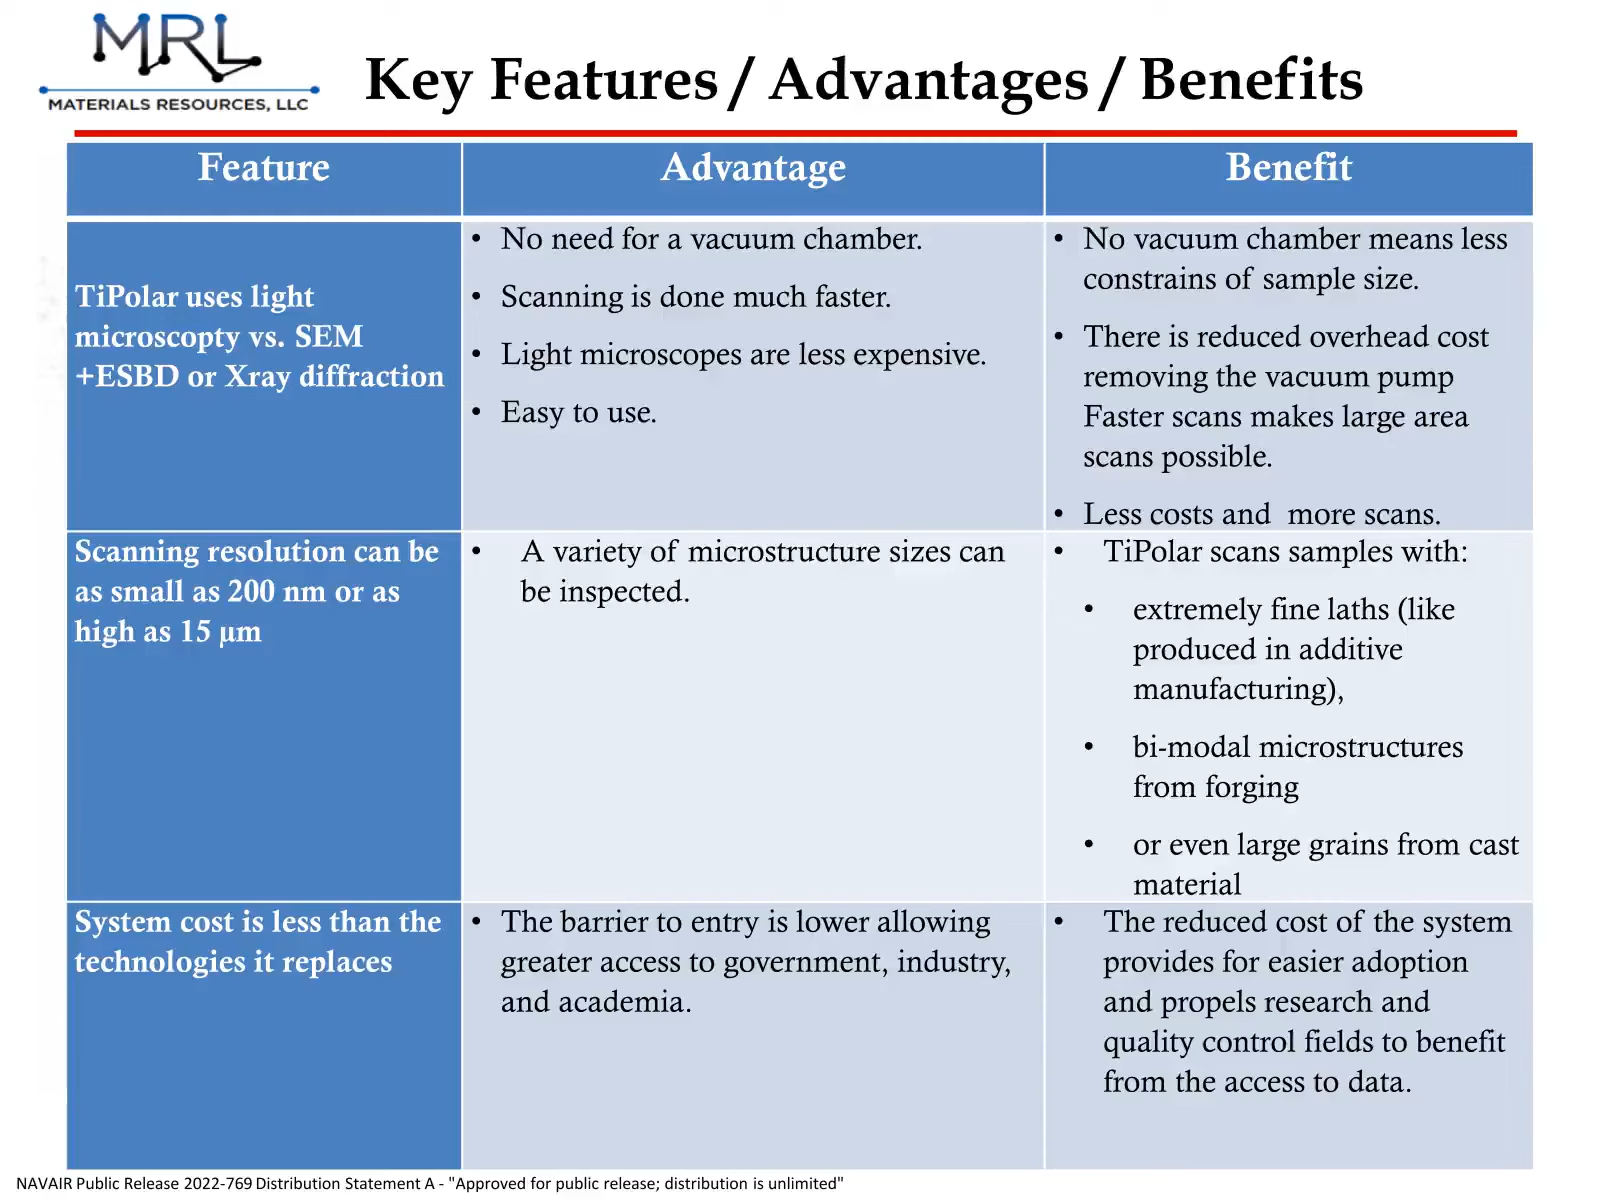 MRL
MATERIALS RESOURCES, LLC
Key Features / Advantages / Benefits
Feature
Advantage
Benefit
TiPolar uses light
microscopty vs. SEM
+ESBD or Xray diffraction
• No need for a vacuum chamber.
• Scanning is done much faster.
• Light microscopes are less expensive.
• Easy to use.
• No vacuum chamber means less
constrains of sample size.
• There is reduced overhead cost
removing the vacuum pump
Faster scans makes large area
scans possible.
• Less costs and more scans.
Scanning resolution can be
as small as 200 nm or as
high as 15 µm
• A variety of microstructure sizes can
be inspected.
• TiPolar scans samples with:
• extremely fine laths (like
produced in additive
manufacturing),
• bi-modal microstructures
from forging
• or even large grains from cast
material
System cost is less than the
technologies it replaces
• The barrier to entry is lower allowing
greater access to government, industry,
and academia.
• The reduced cost of the system
provides for easier adoption
and propels research and
quality control fields to benefit
from the access to data.
NAVAIR Public Release 2022-769 Distribution Statement A - "Approved for public release; distribution is unlimited"